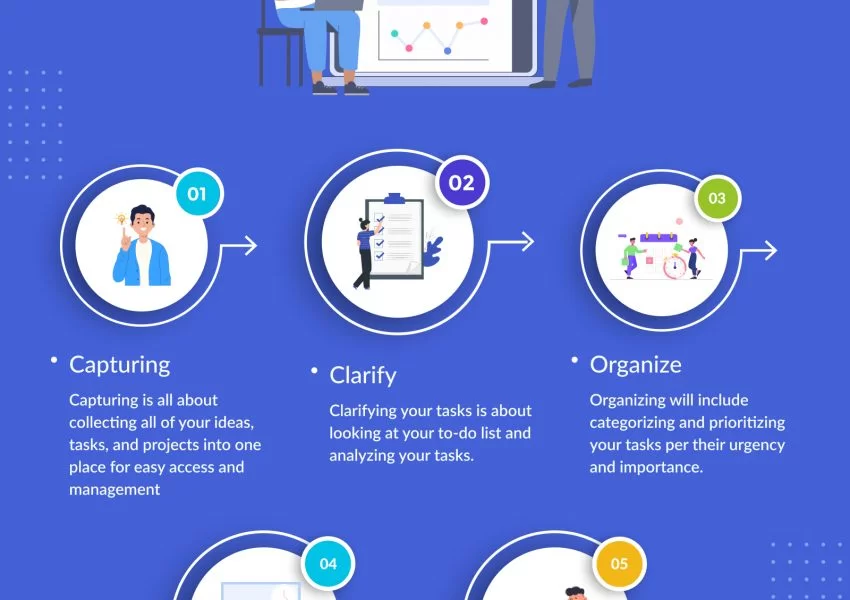 01
02
03
• Capturing
Capturing is all about
collecting all of your ideas,
tasks, and projects into one
place for easy access and
management
• Clarify
Clarifying your tasks is about
looking at your to-do list and
analyzing your tasks.
• Organize
Organizing will include
categorizing and prioritizing
your tasks per their urgency
and importance.
04
05